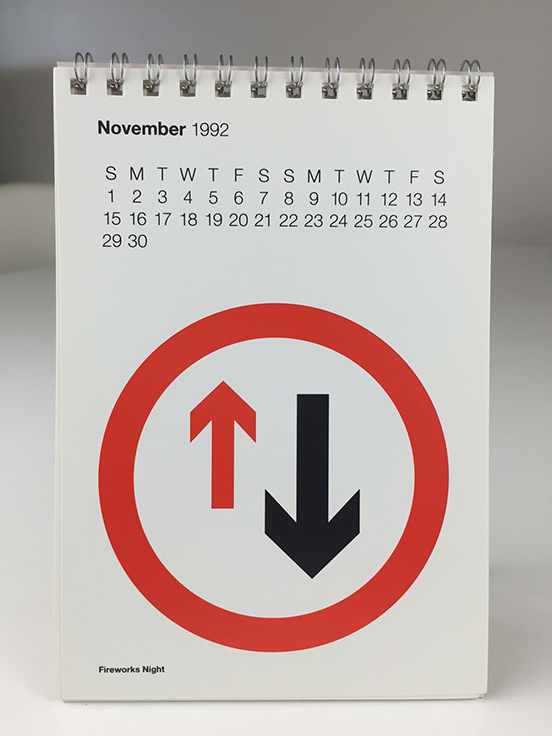 November 1992
S M T W T F S S M T W T F S
1 2 3 4 5 6 7 8 9 10 11 12 13 14
15 16 17 18 19 20 21 22 23 24 25 26 27 28
29 30
Fireworks Night